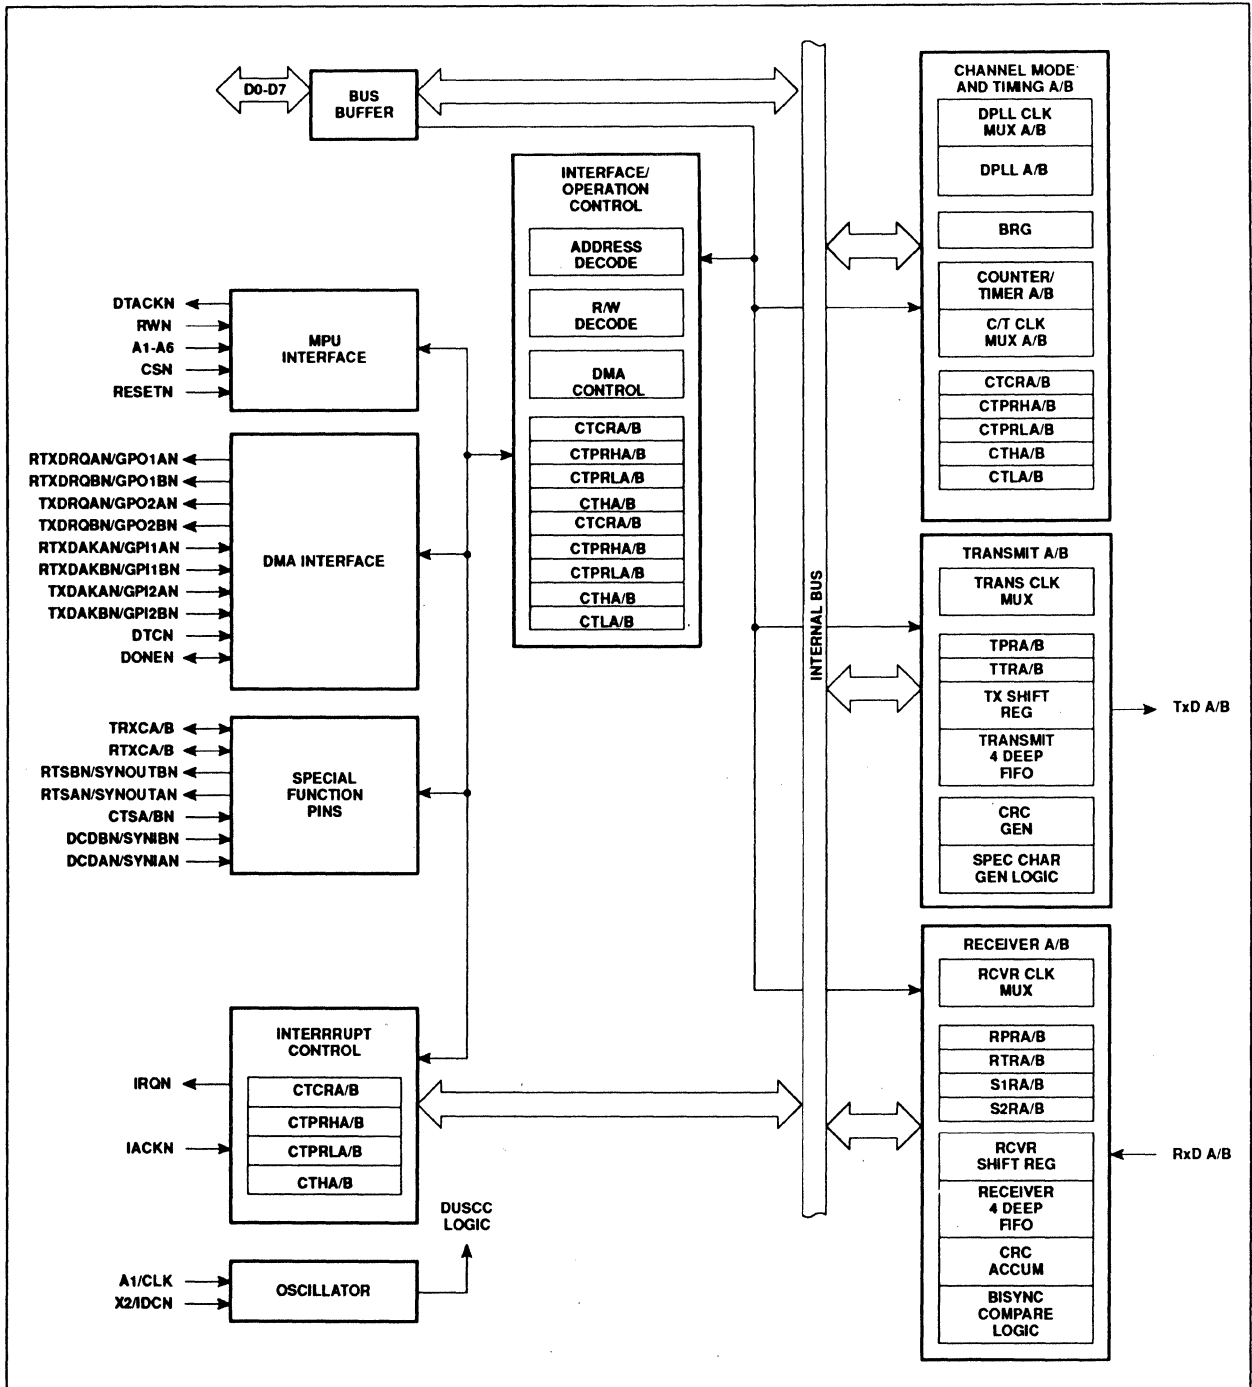 D0-D7
BUS
BUFFER
INTERFACE/
OPERATION
CONTROL
ADDRESS
DECODE
R/W
DECODE
DMA
CONTROL
CTCRA/B
CTPRHA/B
CTPRLA/B
CTHA/B
CTCRA/B
CTPRHA/B
CTPRLA/B
CTHA/B
CTLA/B
DTACKN
RWN
A1-A6
CSN
RESETN
MPU
INTERFACE
RTXDRQAN/GPO1AN
RTXDRQBN/GPO1BN
TXDRQAN/GPO2AN
TXDRQBN/GPO2BN
RTXDAKAN/GPI1AN
RTXDAKBN/GPI1BN
TXDAKAN/GPI2AN
TXDAKBN/GPI2BN
DTCN
DONEN
DMA INTERFACE
TRXCA/B
RTXCA/B
RTSBN/SYNOUTBN
RTSAN/SYNOUTAN
CTSA/BN
DCDBN/SYNIBN
DCDAN/SYNIAN
SPECIAL
FUNCTION
PINS
IRQN
IACKN
INTERRRUPT
CONTROL
CTCRA/B
CTPRHA/B
CTPRLA/B
CTHA/B
DUSCC
LOGIC
A1/CLK
X2/IDCN
OSCILLATOR
INTERNAL BUS
CHANNEL MODE
AND TIMING A/B
DPLL CLK
MUX A/B
DPLL A/B
BRG
COUNTER/
TIMER A/B
C/T CLK
MUX A/B
CTCRA/B
CTPRHA/B
CTPRLA/B
CTHA/B
CTLA/B
TRANSMIT A/B
TRANS CLK
MUX
TPRA/B
TTRA/B
TX SHIFT
REG
TRANSMIT
4 DEEP
FIFO
CRC
GEN
SPEC CHAR
GEN LOGIC
TxD A/B
RECEIVER A/B
RCVR CLK
MUX
RPRA/B
RTRA/B
S1RA/B
S2RA/B
RCVR
SHIFT REG
RECEIVER
4 DEEP
FIFO
CRC
ACCUM
BISYNC
COMPARE
LOGIC
RxD A/B